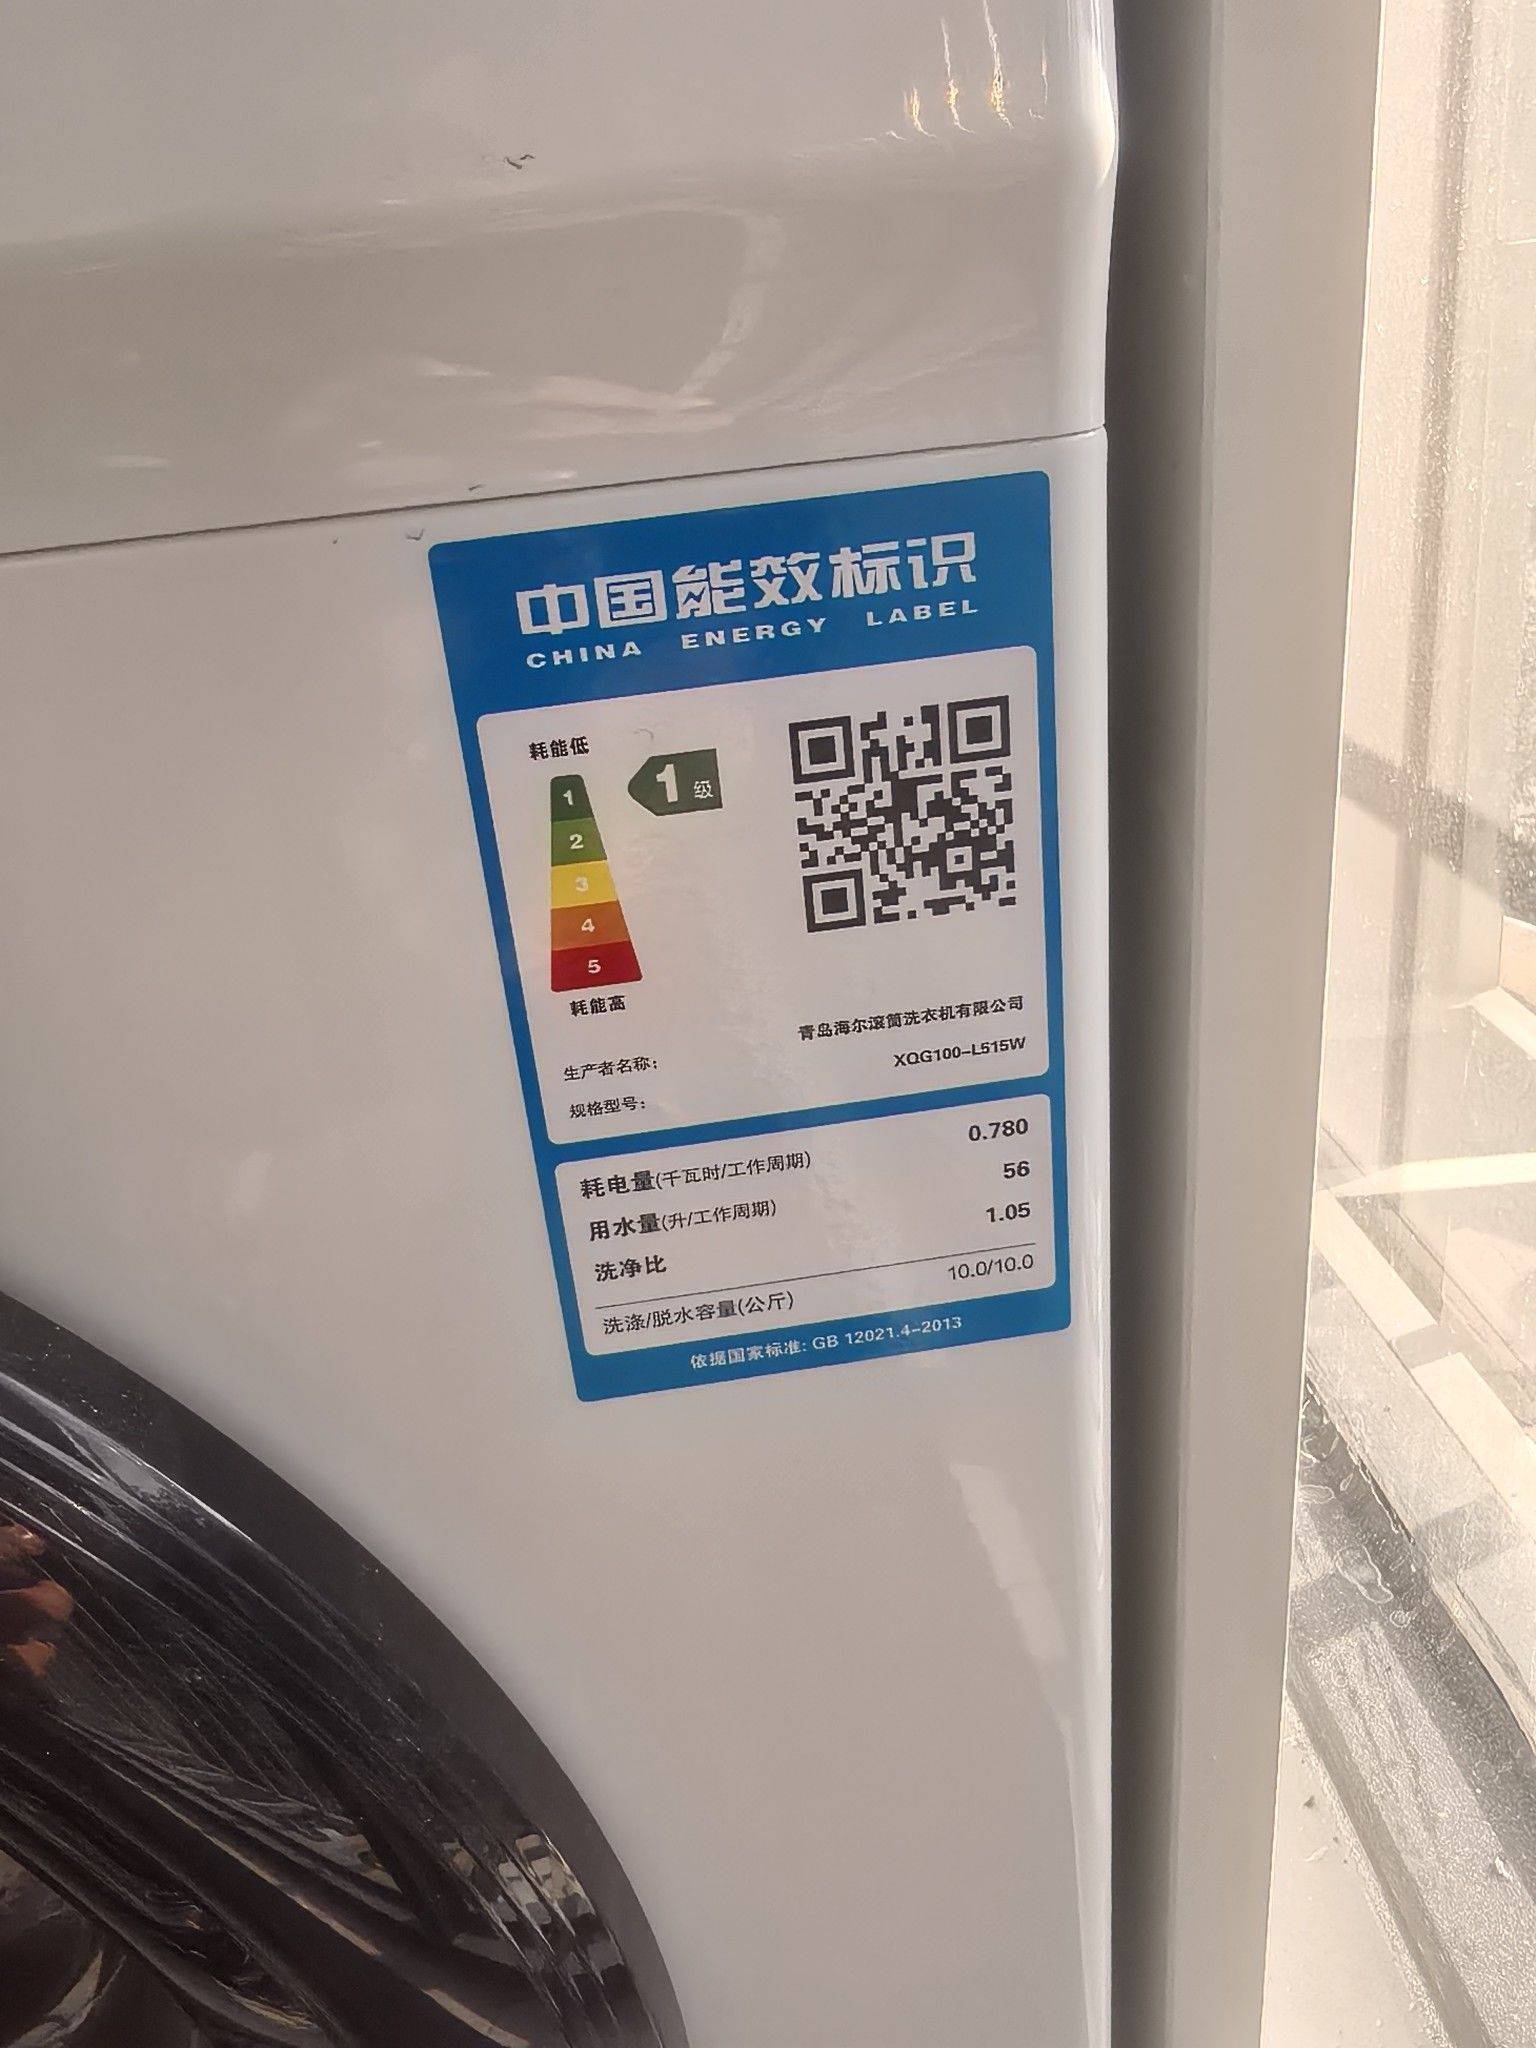 中国能效标识
CHINA ENERGY LABEL
耗能低
1
2
3
4
5
耗能高
1级
生产者名称： 青岛海尔滚筒洗衣机有限公司
规格型号： XQG100-L515W
耗电量(千瓦时/工作周期) 0.780
用水量(升/工作周期) 56
洗净比 1.05
洗涤/脱水容量(公斤) 10.0/10.0
依据国家标准: GB 12021.4-2013